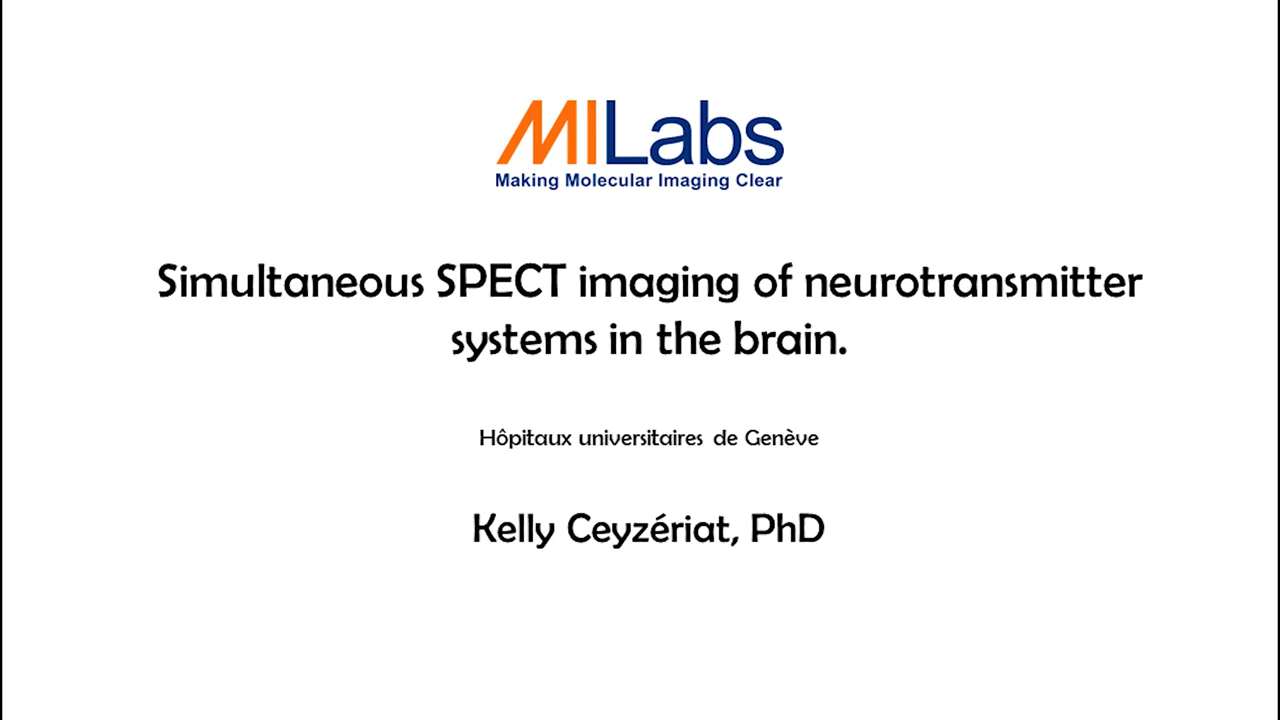 MILabs
Making Molecular Imaging Clear
Simultaneous SPECT imaging of neurotransmitter
systems in the brain.
Hôpitaux universitaires de Genève
Kelly Ceyzériat, PhD